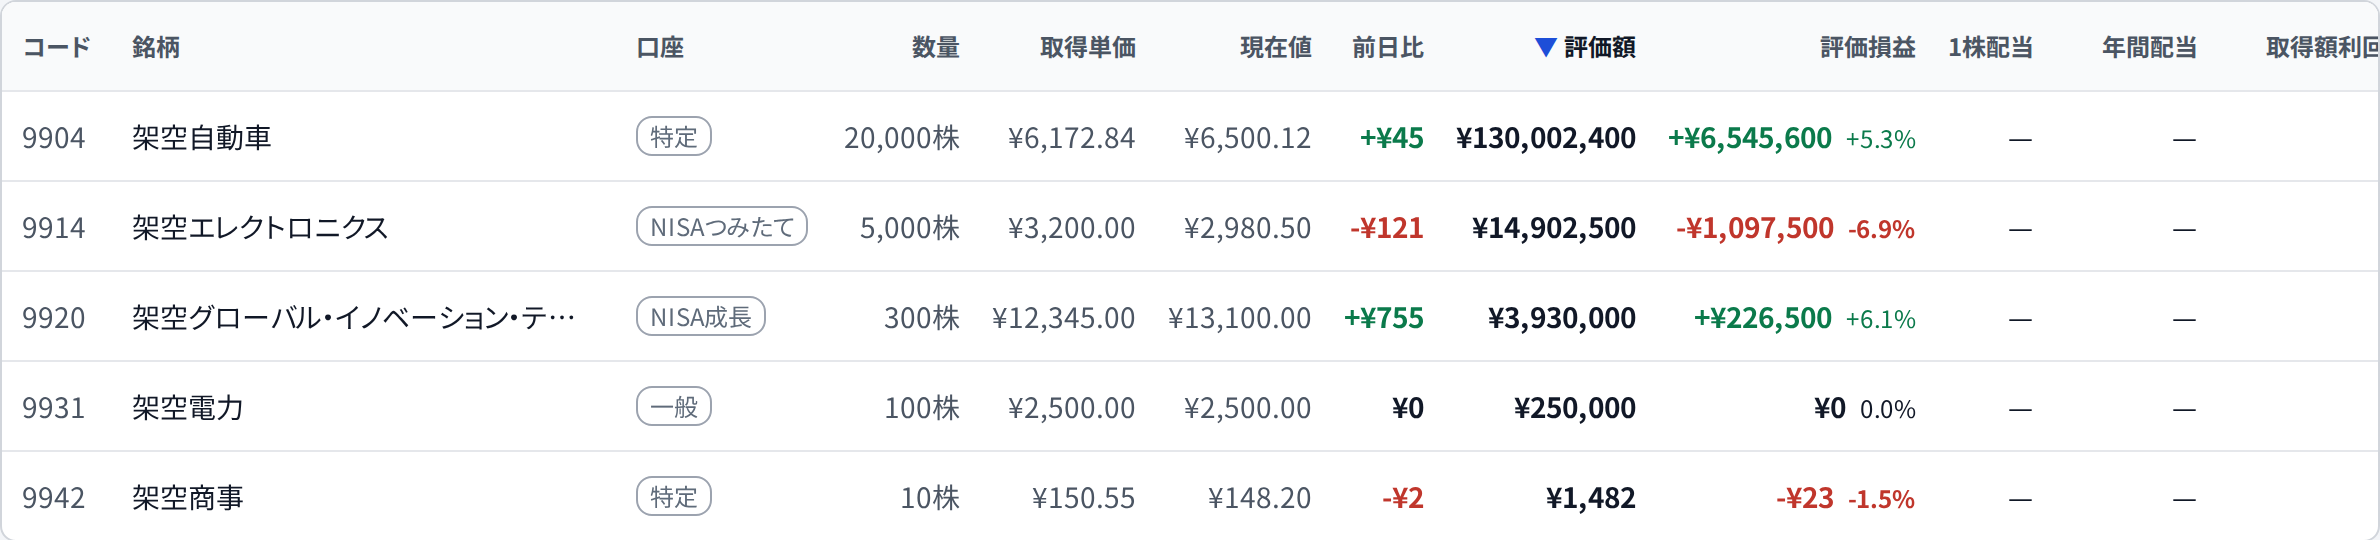 コード 銘柄 口座 数量 取得単価 現在値 前日比 ▼ 評価額 評価損益 1株配当 年間配当 取得額利回
9904 架空自動車 特定 20,000株 ¥6,172.84 ¥6,500.12 +¥45 ¥130,002,400 +¥6,545,600 +5.3% — —
9914 架空エレクトロニクス NISAつみたて 5,000株 ¥3,200.00 ¥2,980.50 -¥121 ¥14,902,500 -¥1,097,500 -6.9% — —
9920 架空グローバル・イノベーション・テ… NISA成長 300株 ¥12,345.00 ¥13,100.00 +¥755 ¥3,930,000 +¥226,500 +6.1% — —
9931 架空電力 一般 100株 ¥2,500.00 ¥2,500.00 ¥0 ¥250,000 ¥0 0.0% — —
9942 架空商事 特定 10株 ¥150.55 ¥148.20 -¥2 ¥1,482 -¥23 -1.5% — —